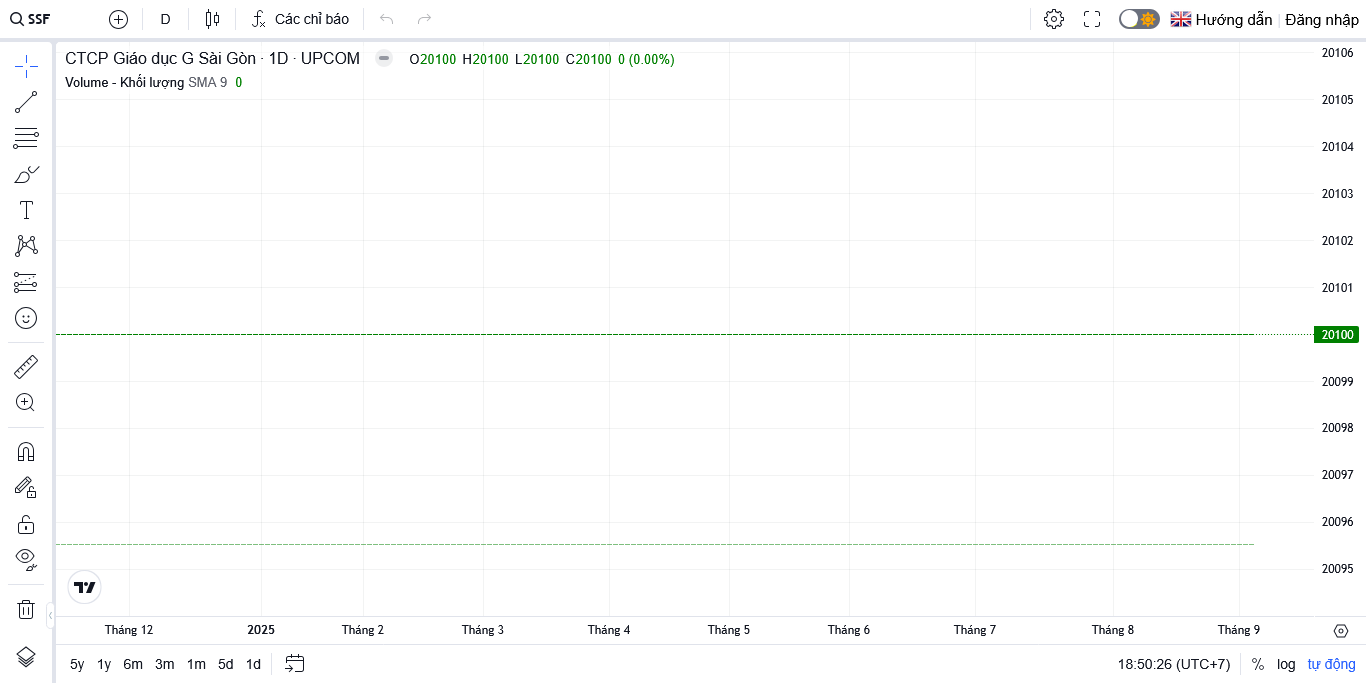 SSF D Các chỉ báo Hướng dẫn Đăng nhập
CTCP Giáo dục G Sài Gòn · 1D · UPCOM O20100 H20100 L20100 C20100 0 (0.00%)
Volume - Khối lượng SMA 9 0
20106
20105
20104
20103
20102
20101
20100
20099
20098
20097
20096
20095
Tháng 12 2025 Tháng 2 Tháng 3 Tháng 4 Tháng 5 Tháng 6 Tháng 7 Tháng 8 Tháng 9
5y 1y 6m 3m 1m 5d 1d 18:50:26 (UTC+7) % log tự động